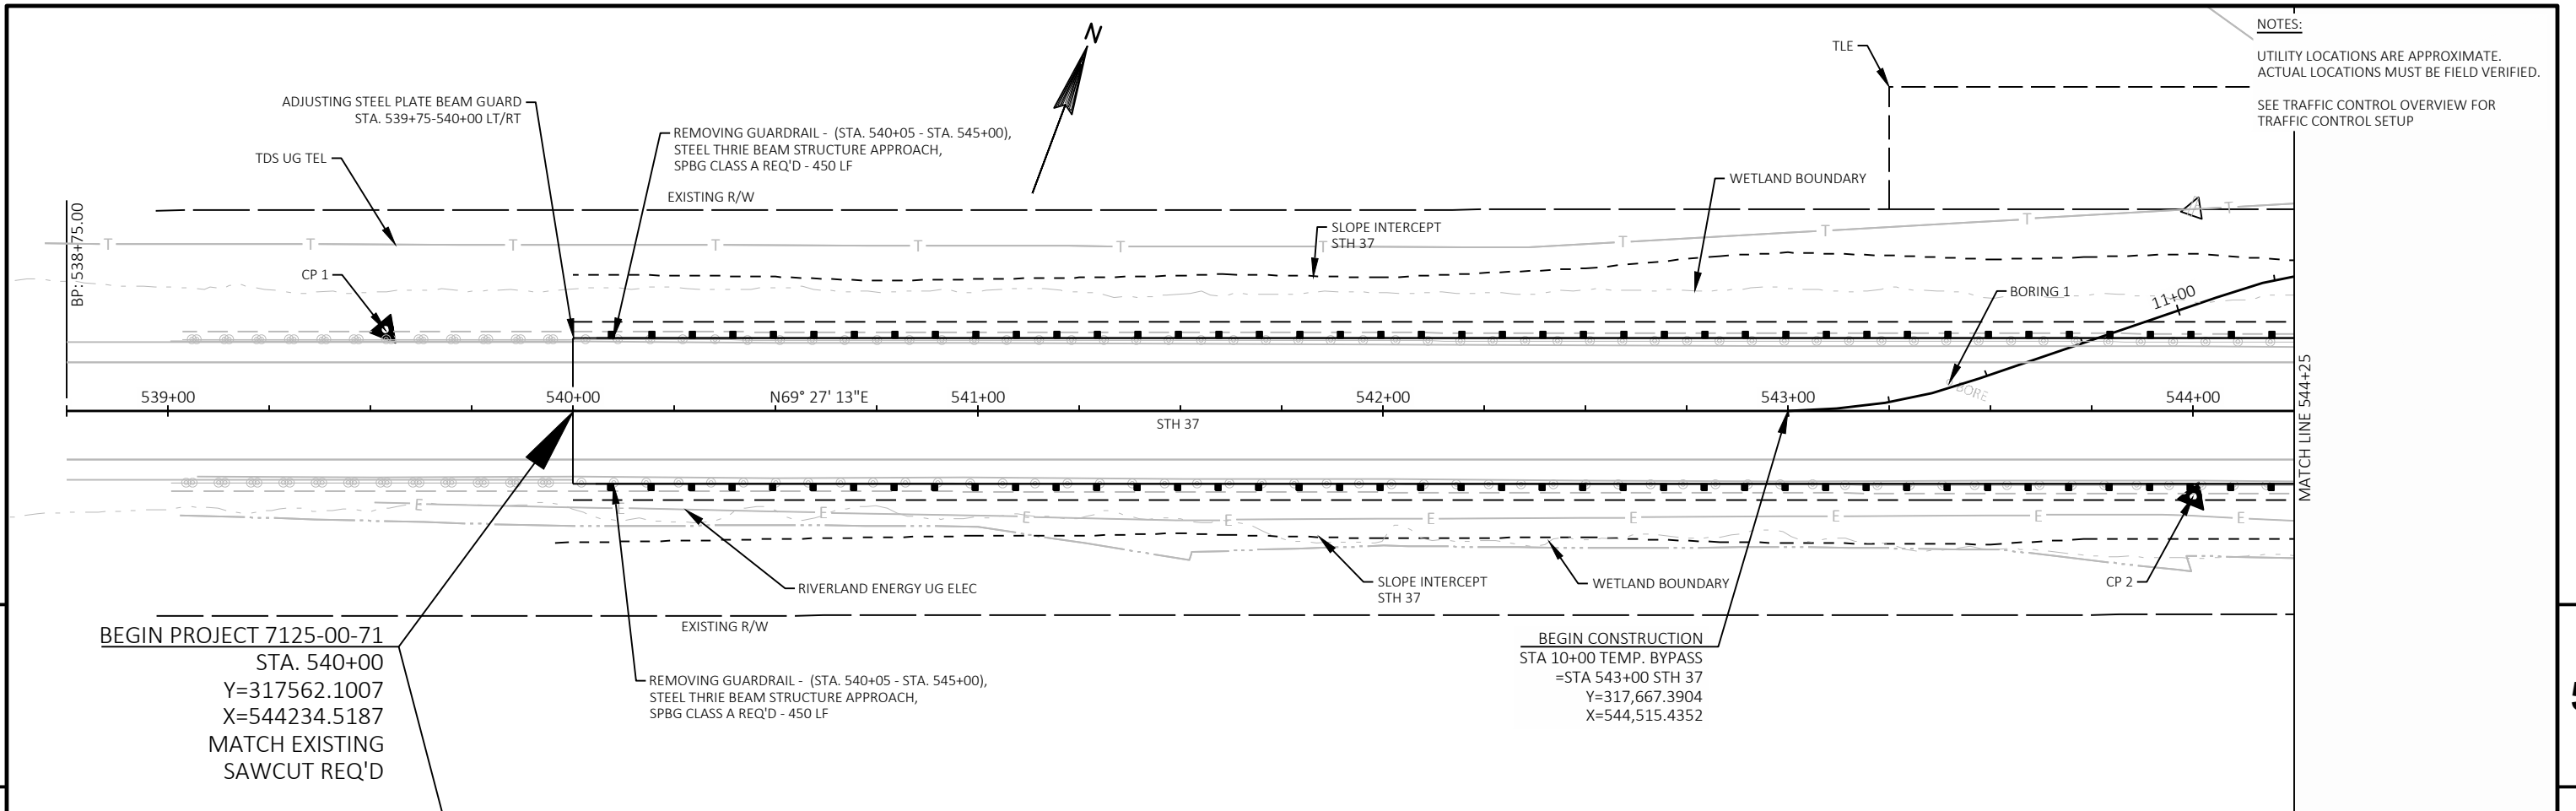 N
NOTES:
UTILITY LOCATIONS ARE APPROXIMATE.
ACTUAL LOCATIONS MUST BE FIELD VERIFIED.
SEE TRAFFIC CONTROL OVERVIEW FOR
TRAFFIC CONTROL SETUP
TLE
ADJUSTING STEEL PLATE BEAM GUARD
STA. 539+75-540+00 LT/RT
REMOVING GUARDRAIL - (STA. 540+05 - STA. 545+00),
STEEL THRIE BEAM STRUCTURE APPROACH,
SPBG CLASS A REQ'D - 450 LF
TDS UG TEL
EXISTING R/W
WETLAND BOUNDARY
SLOPE INTERCEPT
STH 37
BP: 538+75.00
T T T T T T T T T T T
CP 1
BORING 1
11+00
BORE
539+00 540+00 N69° 27' 13"E 541+00 542+00 543+00 544+00
STH 37
MATCH LINE 544+25
E E E E E E E E E E
RIVERLAND ENERGY UG ELEC
SLOPE INTERCEPT
STH 37
WETLAND BOUNDARY
CP 2
EXISTING R/W
BEGIN PROJECT 7125-00-71
STA. 540+00
Y=317562.1007
X=544234.5187
MATCH EXISTING
SAWCUT REQ'D
REMOVING GUARDRAIL - (STA. 540+05 - STA. 545+00),
STEEL THRIE BEAM STRUCTURE APPROACH,
SPBG CLASS A REQ'D - 450 LF
BEGIN CONSTRUCTION
STA 10+00 TEMP. BYPASS
=STA 543+00 STH 37
Y=317,667.3904
X=544,515.4352